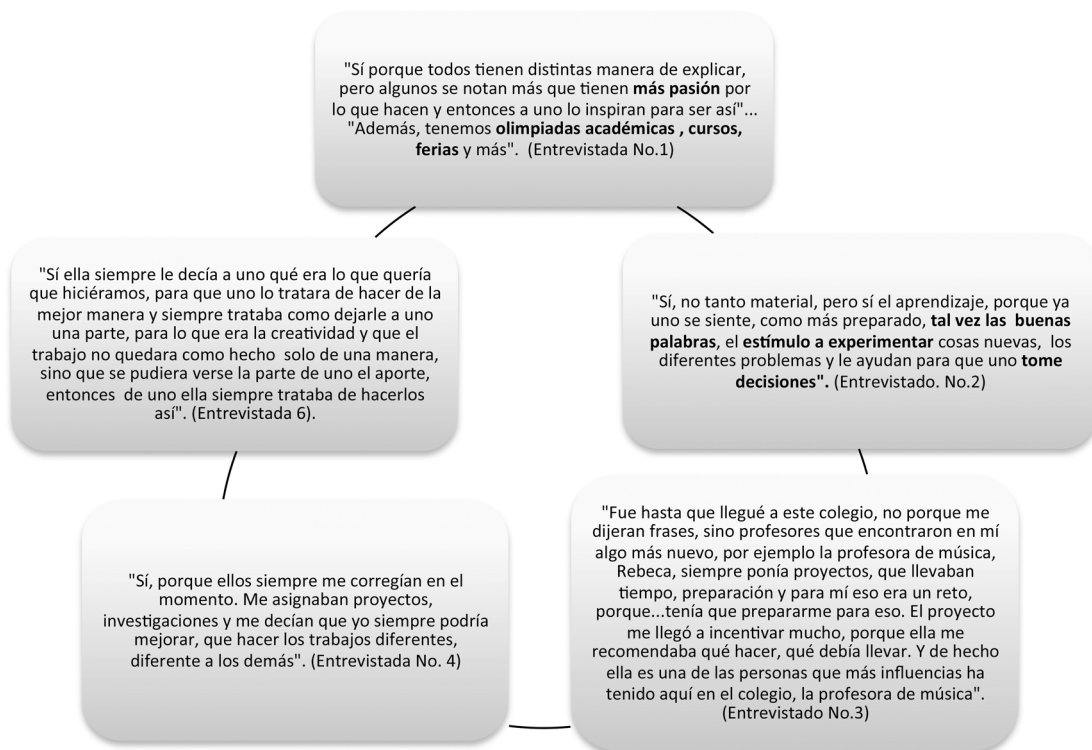 "Sí porque todos tienen distintas manera de explicar,
pero algunos se notan más que tienen más pasión por
lo que hacen y entonces a uno lo inspiran para ser así"...
"Además, tenemos olimpiadas académicas , cursos,
ferias y más". (Entrevistada No.1)
"Sí ella siempre le decía a uno qué era lo que quería
que hiciéramos, para que uno lo tratara de hacer de la
mejor manera y siempre trataba como dejarle a uno
una parte, para lo que era la creatividad y que el
trabajo no quedara como hecho solo de una manera,
sino que se pudiera verse la parte de uno el aporte,
entonces de uno ella siempre trataba de hacerlos
así". (Entrevistada 6).
"Sí, no tanto material, pero sí el aprendizaje, porque ya
uno se siente, como más preparado, tal vez las buenas
palabras, el estímulo a experimentar cosas nuevas, los
diferentes problemas y le ayudan para que uno tome
decisiones". (Entrevistado. No.2)
"Sí, porque ellos siempre me corregían en el
momento. Me asignaban proyectos,
investigaciones y me decían que yo siempre podría
mejorar, que hacer los trabajos diferentes,
diferente a los demás". (Entrevistada No. 4)
"Fue hasta que llegué a este colegio, no porque me
dijeran frases, sino profesores que encontraron en mí
algo más nuevo, por ejemplo la profesora de música,
Rebeca, siempre ponía proyectos, que llevaban
tiempo, preparación y para mí eso era un reto,
porque...tenía que prepararme para eso. El proyecto
me llegó a incentivar mucho, porque ella me
recomendaba qué hacer, qué debía llevar. Y de hecho
ella es una de las personas que más influencias ha
tenido aquí en el colegio, la profesora de música".
(Entrevistado No.3)